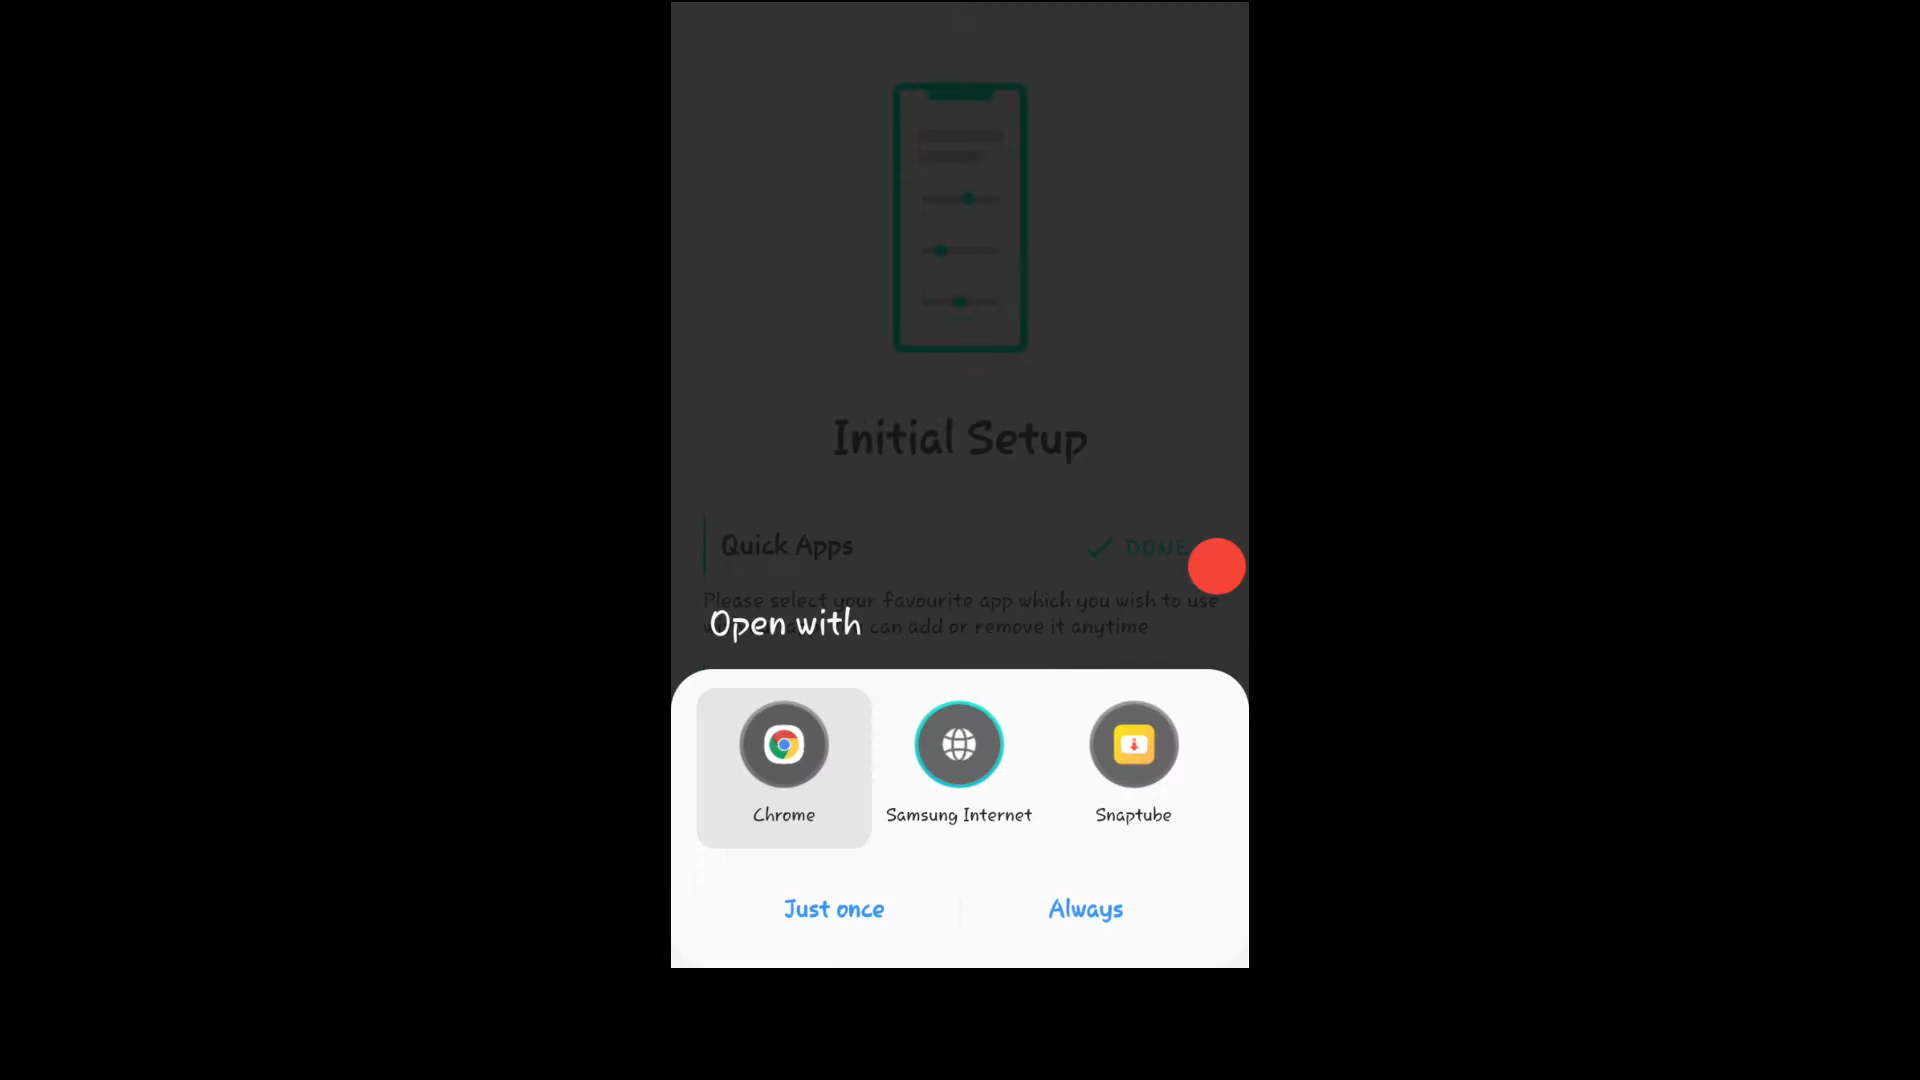 Initial Setup
Quick Apps
DONE
Please select your favourite app which you wish to use
can add or remove it anytime
Open with
Chrome
Samsung Internet
Snaptube
Just once
Always